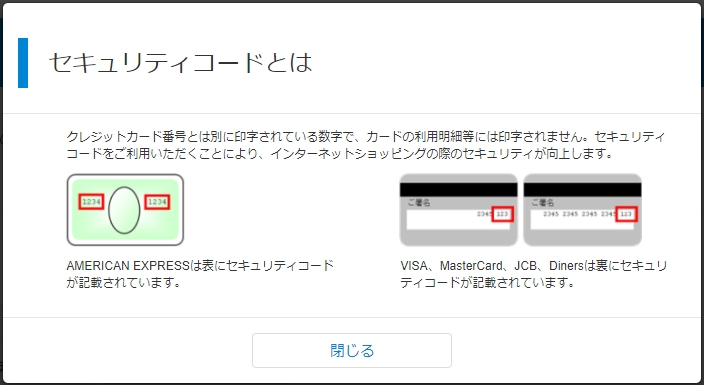 セキュリティコードとは
クレジットカード番号とは別に印字されている数字で、カードの利用明細等には印字されません。セキュリティ
コードをご利用いただくことにより、インターネットショッピングの際のセキュリティが向上します。
1234 1234
ご署名
2345 123
ご署名
2345 2345 2345 2345 123
AMERICAN EXPRESSは表にセキュリティコード
が記載されています。
VISA、MasterCard、JCB、Dinersは裏にセキュリ
ティコードが記載されています。
閉じる